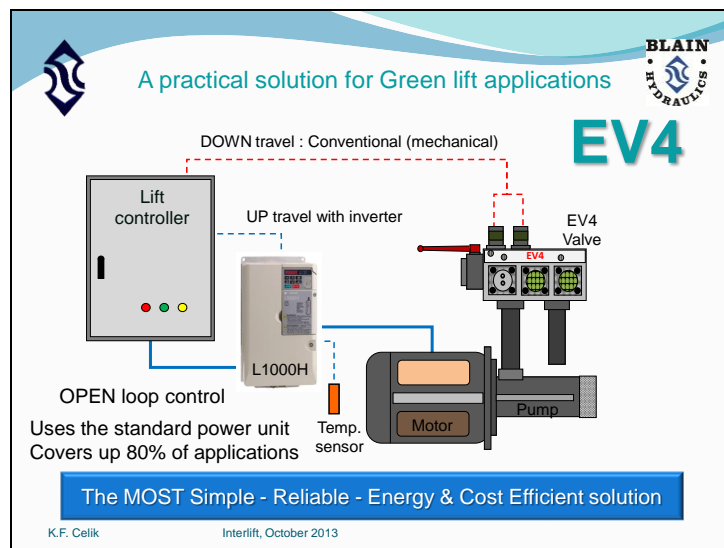 BLAIN
HYDRAULICS
A practical solution for Green lift applications
EV4
DOWN travel : Conventional (mechanical)
Lift
controller
UP travel with inverter
EV4
Valve
EV4
L1000H
OPEN loop control
Uses the standard power unit
Covers up 80% of applications
Temp.
sensor
Motor
Pump
The MOST Simple - Reliable - Energy & Cost Efficient solution
K.F. Celik
Interlift, October 2013